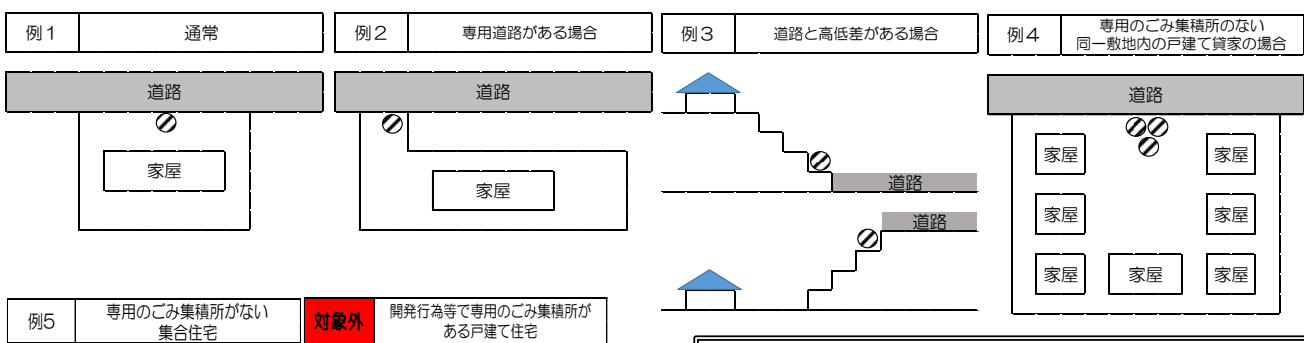 例1
通常
例2
専用道路がある場合
例3
道路と高低差がある場合
例4
専用のごみ集積所のない
同一敷地内の戸建て貸家の場合
道路
家屋
道路
家屋
道路
道路
道路
家屋
家屋
家屋
家屋
家屋
家屋
家屋
例5
専用のごみ集積所がない
集合住宅
対象外
開発行為等で専用のごみ集積所が
ある戸建て住宅